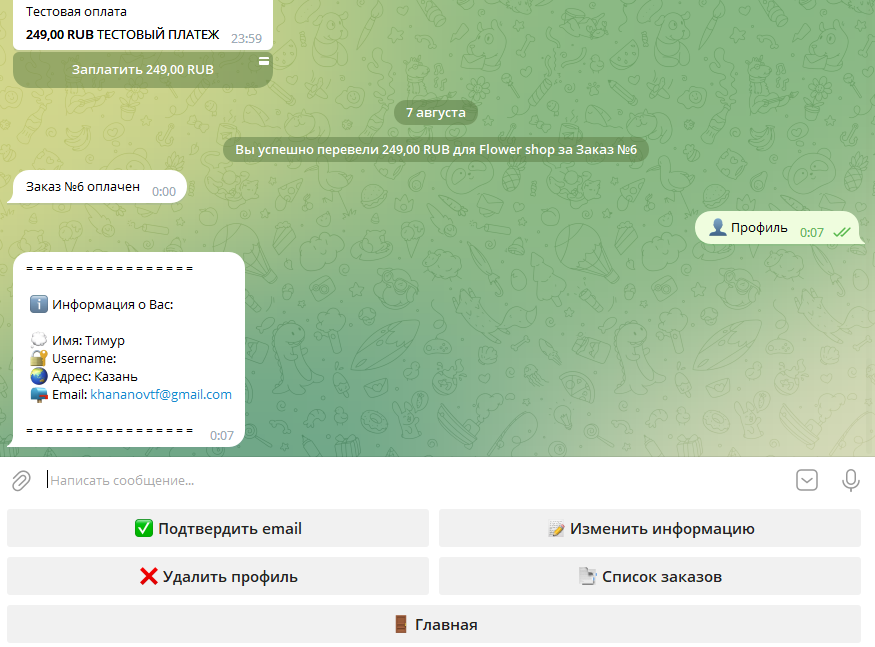 Тестовая оплата
249,00 RUB ТЕСТОВЫЙ ПЛАТЕЖ 23:59
Заплатить 249,00 RUB
7 августа
Вы успешно перевели 249,00 RUB для Flower shop за Заказ №6
Заказ №6 оплачен 0:00
Профиль 0:07
= = = = = = = = = = = = = = = = =
Информация о Вас:
Имя: Тимур
Username:
Адрес: Казань
Email: khananovtf@gmail.com
= = = = = = = = = = = = = = = = =
0:07
Написать сообщение...
Подтвердить email
Изменить информацию
Удалить профиль
Список заказов
Главная